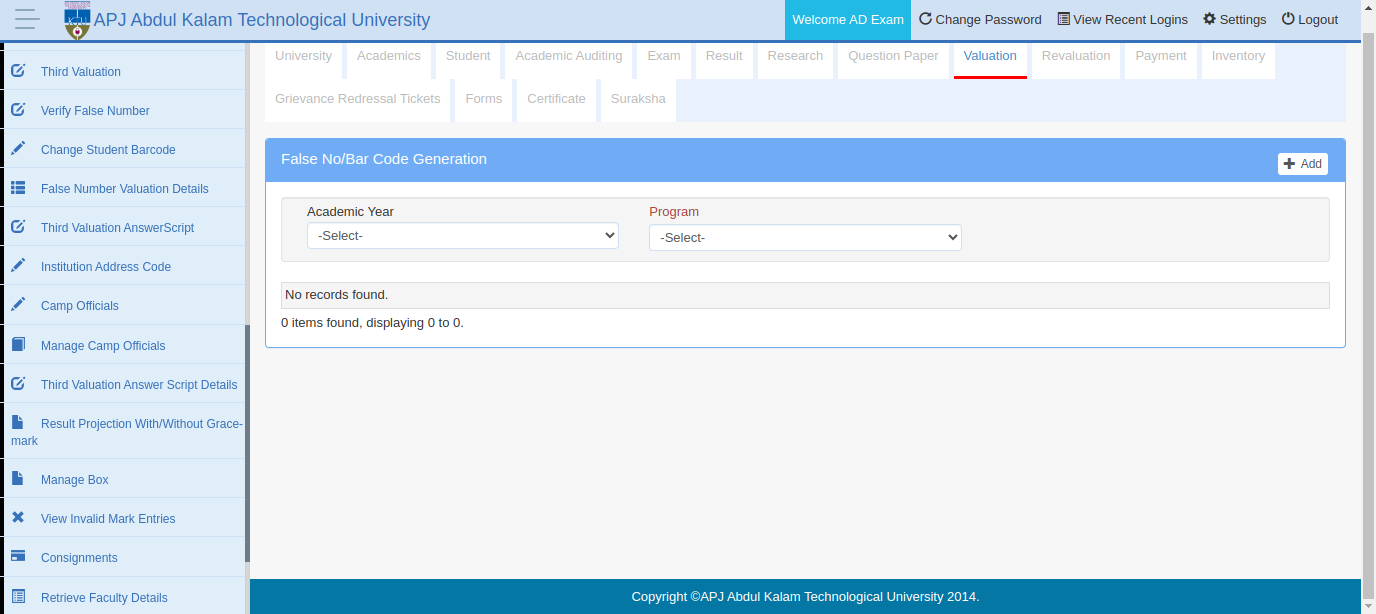 APJ Abdul Kalam Technological University
Welcome AD Exam Change Password View Recent Logins Settings Logout
Third Valuation
Verify False Number
Change Student Barcode
False Number Valuation Details
Third Valuation AnswerScript
Institution Address Code
Camp Officials
Manage Camp Officials
Third Valuation Answer Script Details
Result Projection With/Without Grace-
mark
Manage Box
View Invalid Mark Entries
Consignments
Retrieve Faculty Details
University Academics Student Academic Auditing Exam Result Research Question Paper Valuation Revaluation Payment Inventory
Grievance Redressal Tickets Forms Certificate Suraksha
False No/Bar Code Generation
Add
Academic Year Program
-Select- -Select-
No records found.
0 items found, displaying 0 to 0.
Copyright ©APJ Abdul Kalam Technological University 2014.